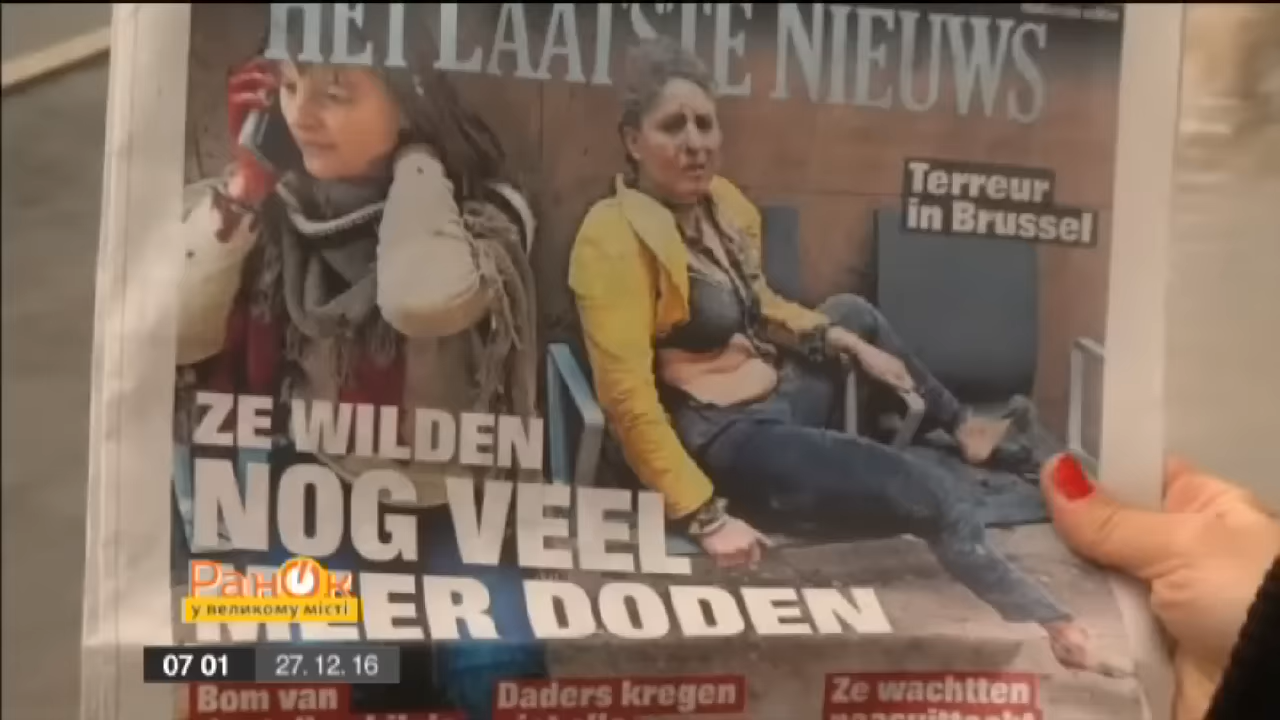 HET LAATSTE NIEUWS
Terreur
in Brussel
ZE WILDEN
NOG VEEL
MEER DODEN
РанОк
у великому місті
07 01 27. 12. 16
Bom van
Daders kregen
Ze wachtten